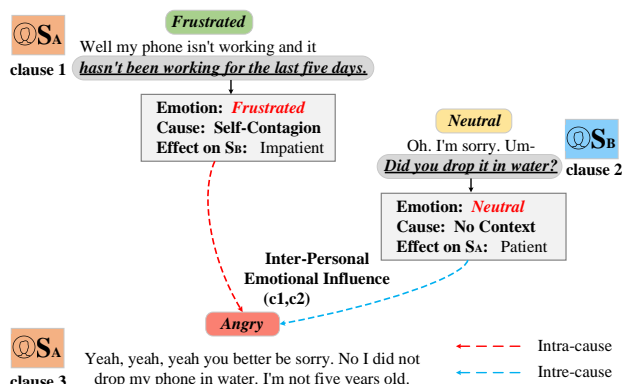 Frustrated
SA
Well my phone isn't working and it
clause 1
hasn't been working for the last five days.
Emotion: Frustrated
Cause: Self-Contagion
Effect on SB: Impatient
Neutral
Oh. I'm sorry. Um-
SB
Did you drop it in water?
clause 2
Emotion: Neutral
Cause: No Context
Effect on SA: Patient
Inter-Personal
Emotional Influence
(c1,c2)
Angry
SA
Yeah, yeah, yeah you better be sorry. No I did not
clause 3
drop my phone in water. I'm not five years old.
Intra-cause
Intre-cause